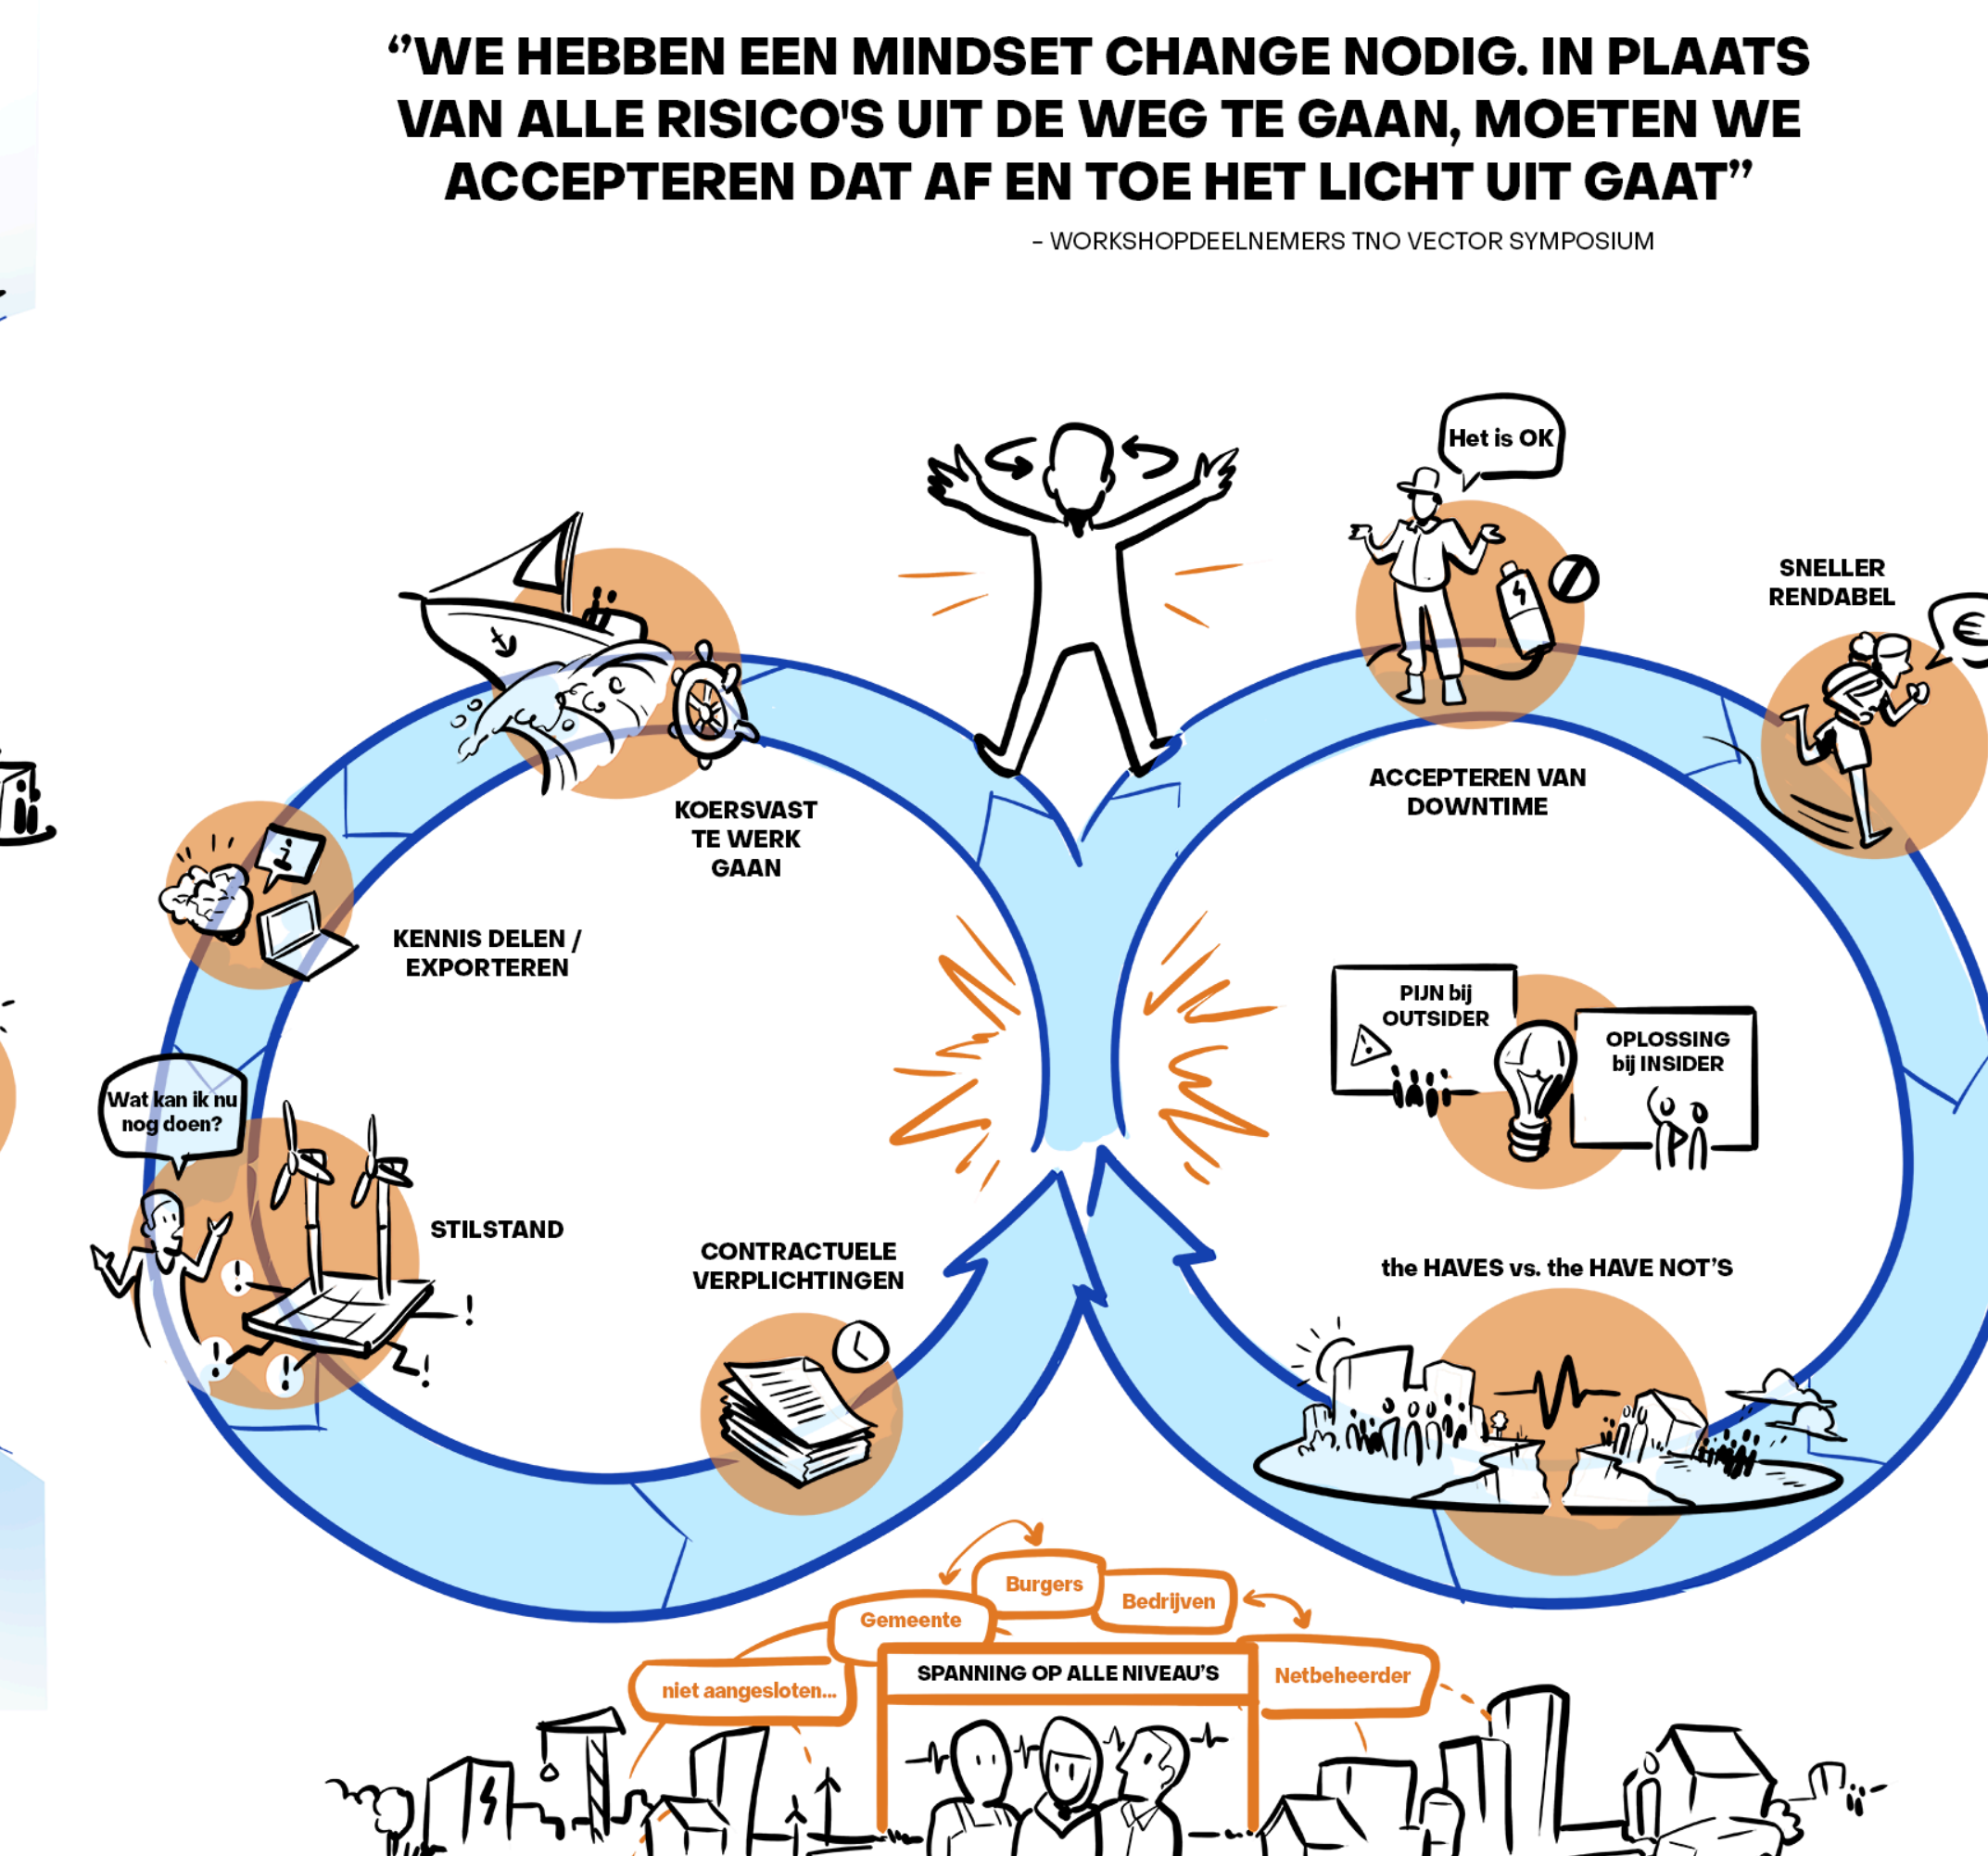 ‘’WE HEBBEN EEN MINDSET CHANGE NODIG. IN PLAATS
VAN ALLE RISICO'S UIT DE WEG TE GAAN, MOETEN WE
ACCEPTEREN DAT AF EN TOE HET LICHT UIT GAAT’’
– WORKSHOPDEELNEMERS TNO VECTOR SYMPOSIUM
Het is OK
SNELLER
RENDABEL
€
KOERSVAST
TE WERK
GAAN
ACCEPTEREN VAN
DOWNTIME
i
KENNIS DELEN /
EXPORTEREN
PIJN bij
OUTSIDER
!
OPLOSSING
bij INSIDER
Wat kan ik nu
nog doen?
STILSTAND
!
!
!
!
!
CONTRACTUELE
VERPLICHTINGEN
the HAVES vs. the HAVE NOT’S
Burgers
Bedrijven
Gemeente
SPANNING OP ALLE NIVEAU’S
Netbeheerder
niet aangesloten...